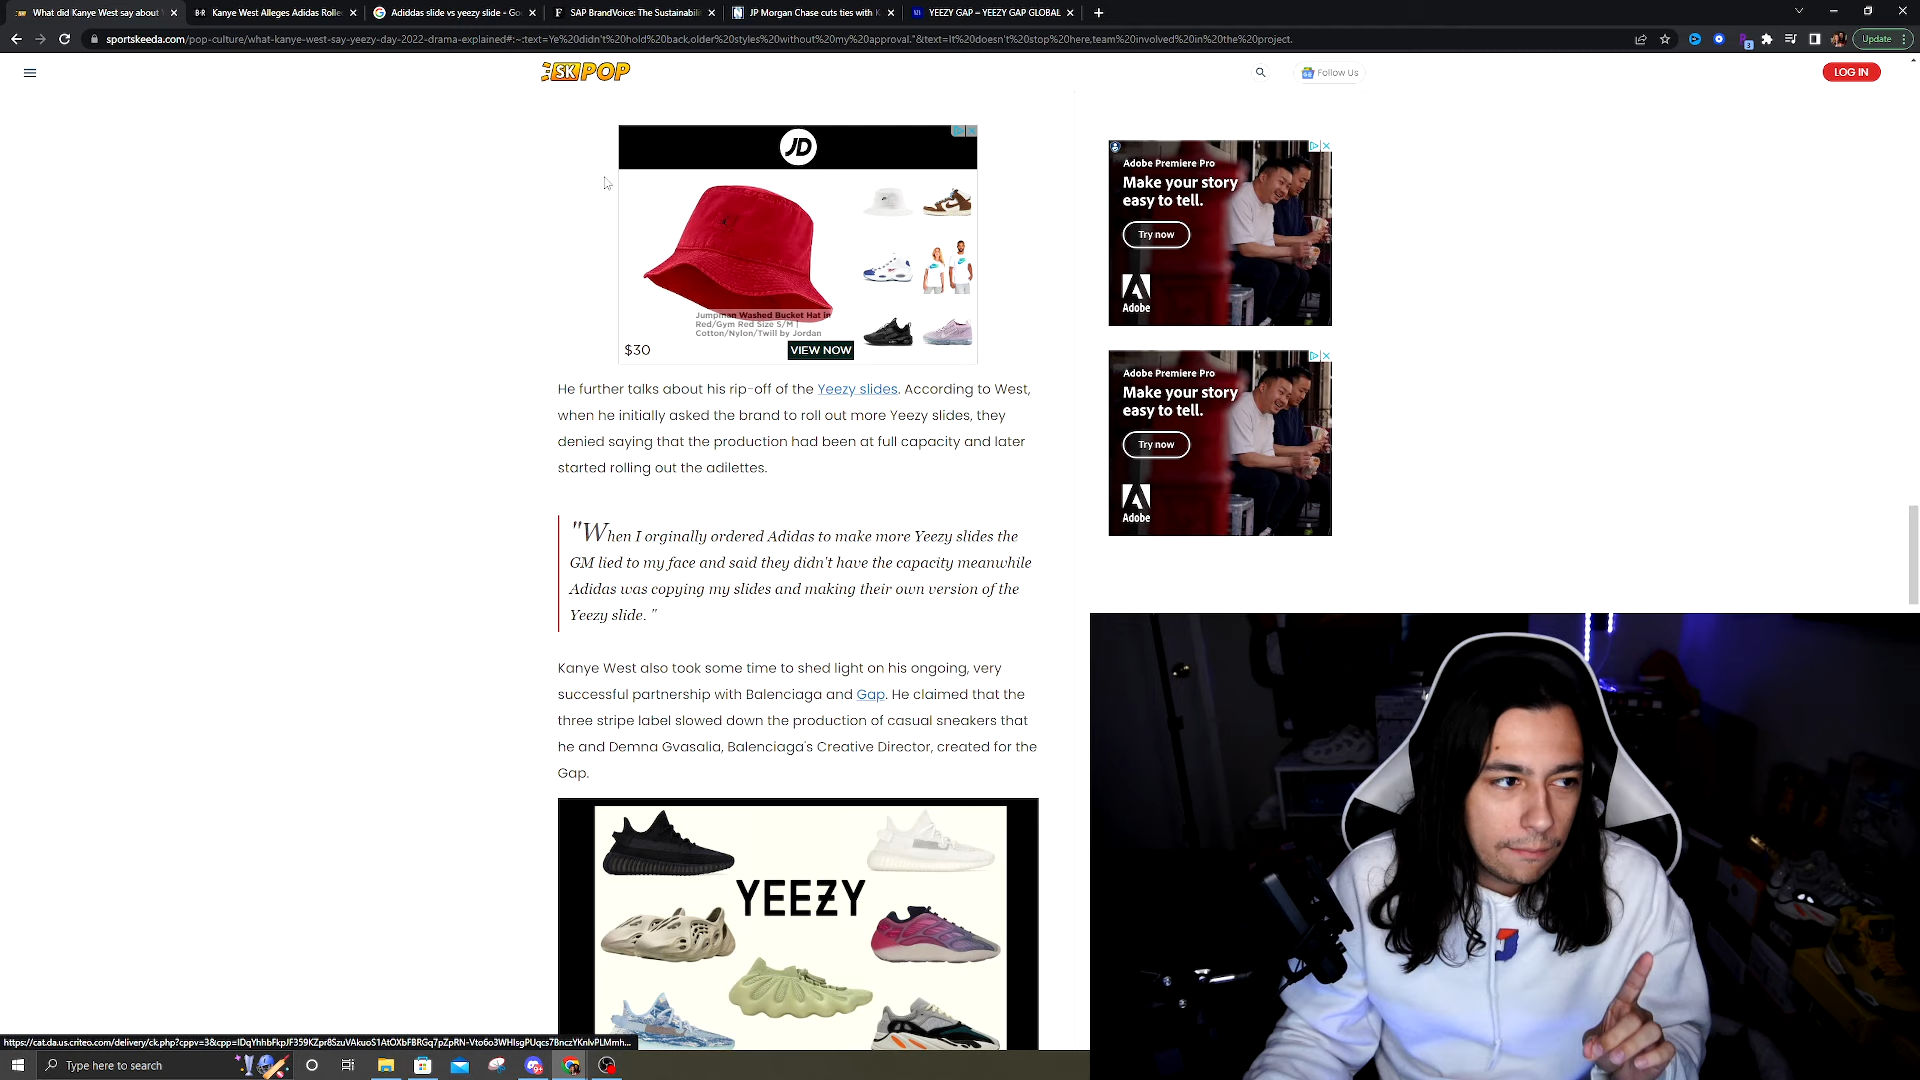 What did Kanye West say about Y
Kanye West Alleges Adidas Rolle
Adiddas slide vs yeezy slide - Go
SAP BrandVoice: The Sustainabili
JP Morgan Chase cuts ties with K
YEEZY GAP – YEEZY GAP GLOBAL
sportskeeda.com/pop-culture/what-kanye-west-say-yeezy-day-2022-drama-explained#:~:text=Ye%20didn't%20hold%20back,older%20styles%20without%20my%20approval."&text=It%20doesn't%20stop%20here,team%20involved%20in%20the%20project.
Update
SK POP
Follow Us
LOG IN
JD
Jumpman Washed Bucket Hat in
Red/Gym Red Size S/M |
Cotton/Nylon/Twill by Jordan
$30
VIEW NOW
Adobe Premiere Pro
Make your story
easy to tell.
Try now
Adobe
Adobe Premiere Pro
Make your story
easy to tell.
Try now
Adobe
He further talks about his rip-off of the Yeezy slides. According to West,
when he initially asked the brand to roll out more Yeezy slides, they
denied saying that the production had been at full capacity and later
started rolling out the adilettes.
"When I orginally ordered Adidas to make more Yeezy slides the
GM lied to my face and said they didn't have the capacity meanwhile
Adidas was copying my slides and making their own version of the
Yeezy slide. "
Kanye West also took some time to shed light on his ongoing, very
successful partnership with Balenciaga and Gap. He claimed that the
three stripe label slowed down the production of casual sneakers that
he and Demna Gvasalia, Balenciaga's Creative Director, created for the
Gap.
YEEZY
Type here to search